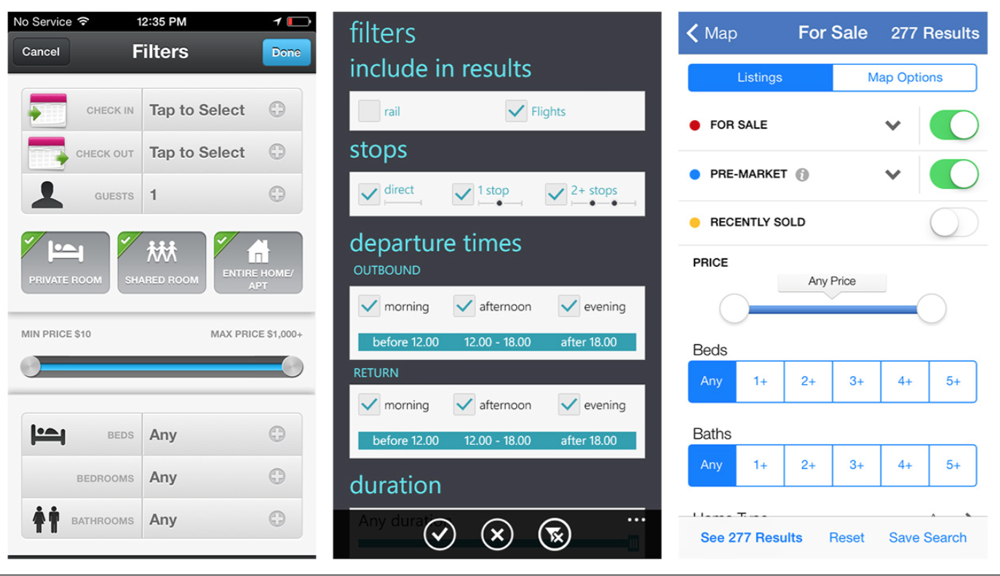 No Service 12:35 PM
Cancel Filters Done
CHECK IN Tap to Select
CHECK OUT Tap to Select
GUESTS 1
PRIVATE ROOM SHARED ROOM ENTIRE HOME/
APT
MIN PRICE $10 MAX PRICE $1,000+
BEDS Any
BEDROOMS Any
BATHROOMS Any
filters
include in results
rail Flights
stops
direct 1 stop 2+ stops
departure times
OUTBOUND
morning afternoon evening
before 12.00 12.00 - 18.00 after 18.00
RETURN
morning afternoon evening
before 12.00 12.00 - 18.00 after 18.00
duration
Any duration
Map For Sale 277 Results
Listings Map Options
FOR SALE
PRE-MARKET
RECENTLY SOLD
PRICE
Any Price
Beds
Any 1+ 2+ 3+ 4+ 5+
Baths
Any 1+ 2+ 3+ 4+ 5+
Home Type
See 277 Results Reset Save Search